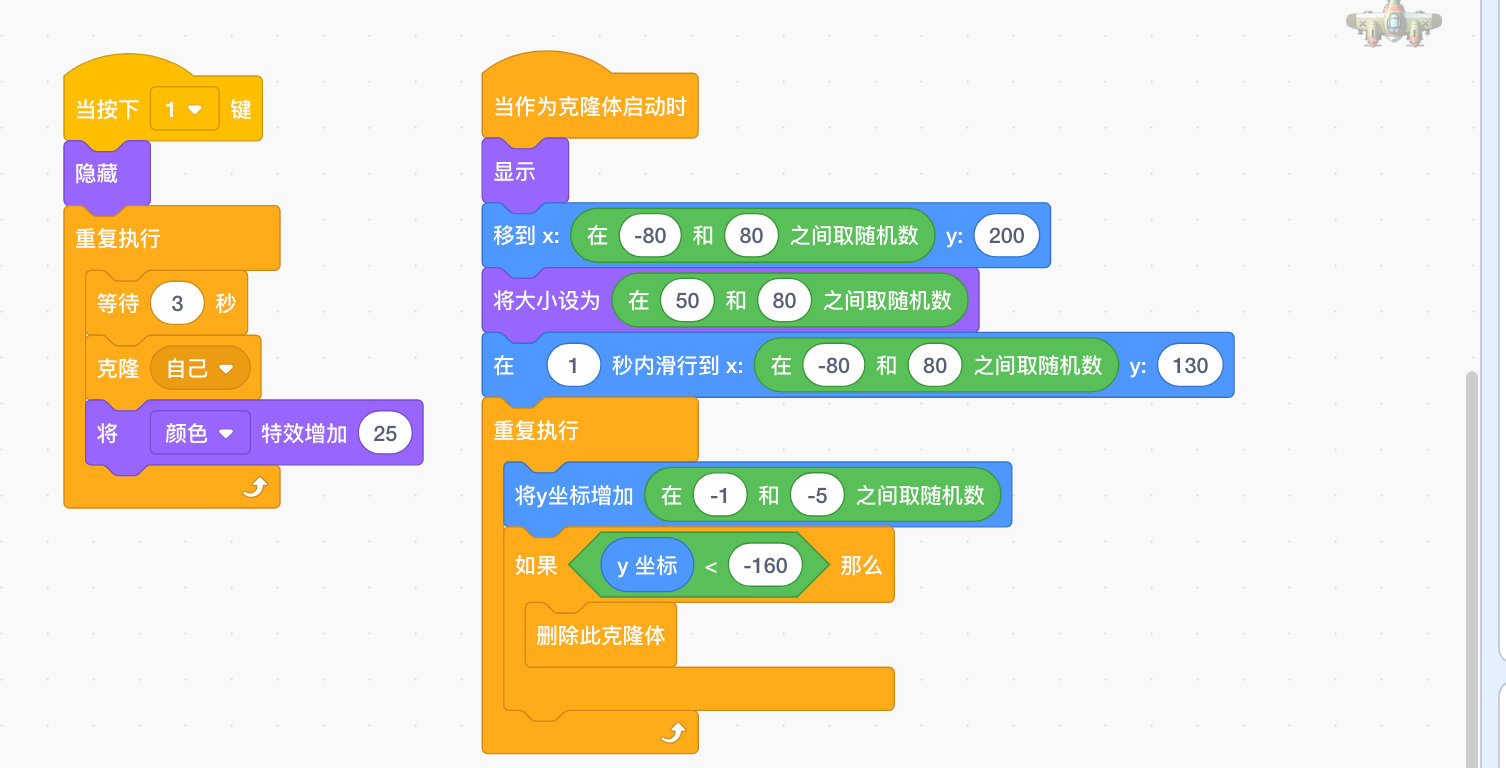 当按下 1 键
隐藏
重复执行
等待 3 秒
克隆 自己
将 颜色 特效增加 25
当作为克隆体启动时
显示
移到 x: 在 -80 和 80 之间取随机数 y: 200
将大小设为 在 50 和 80 之间取随机数
在 1 秒内滑行到 x: 在 -80 和 80 之间取随机数 y: 130
重复执行
将y坐标增加 在 -1 和 -5 之间取随机数
如果 y 坐标 < -160 那么
删除此克隆体